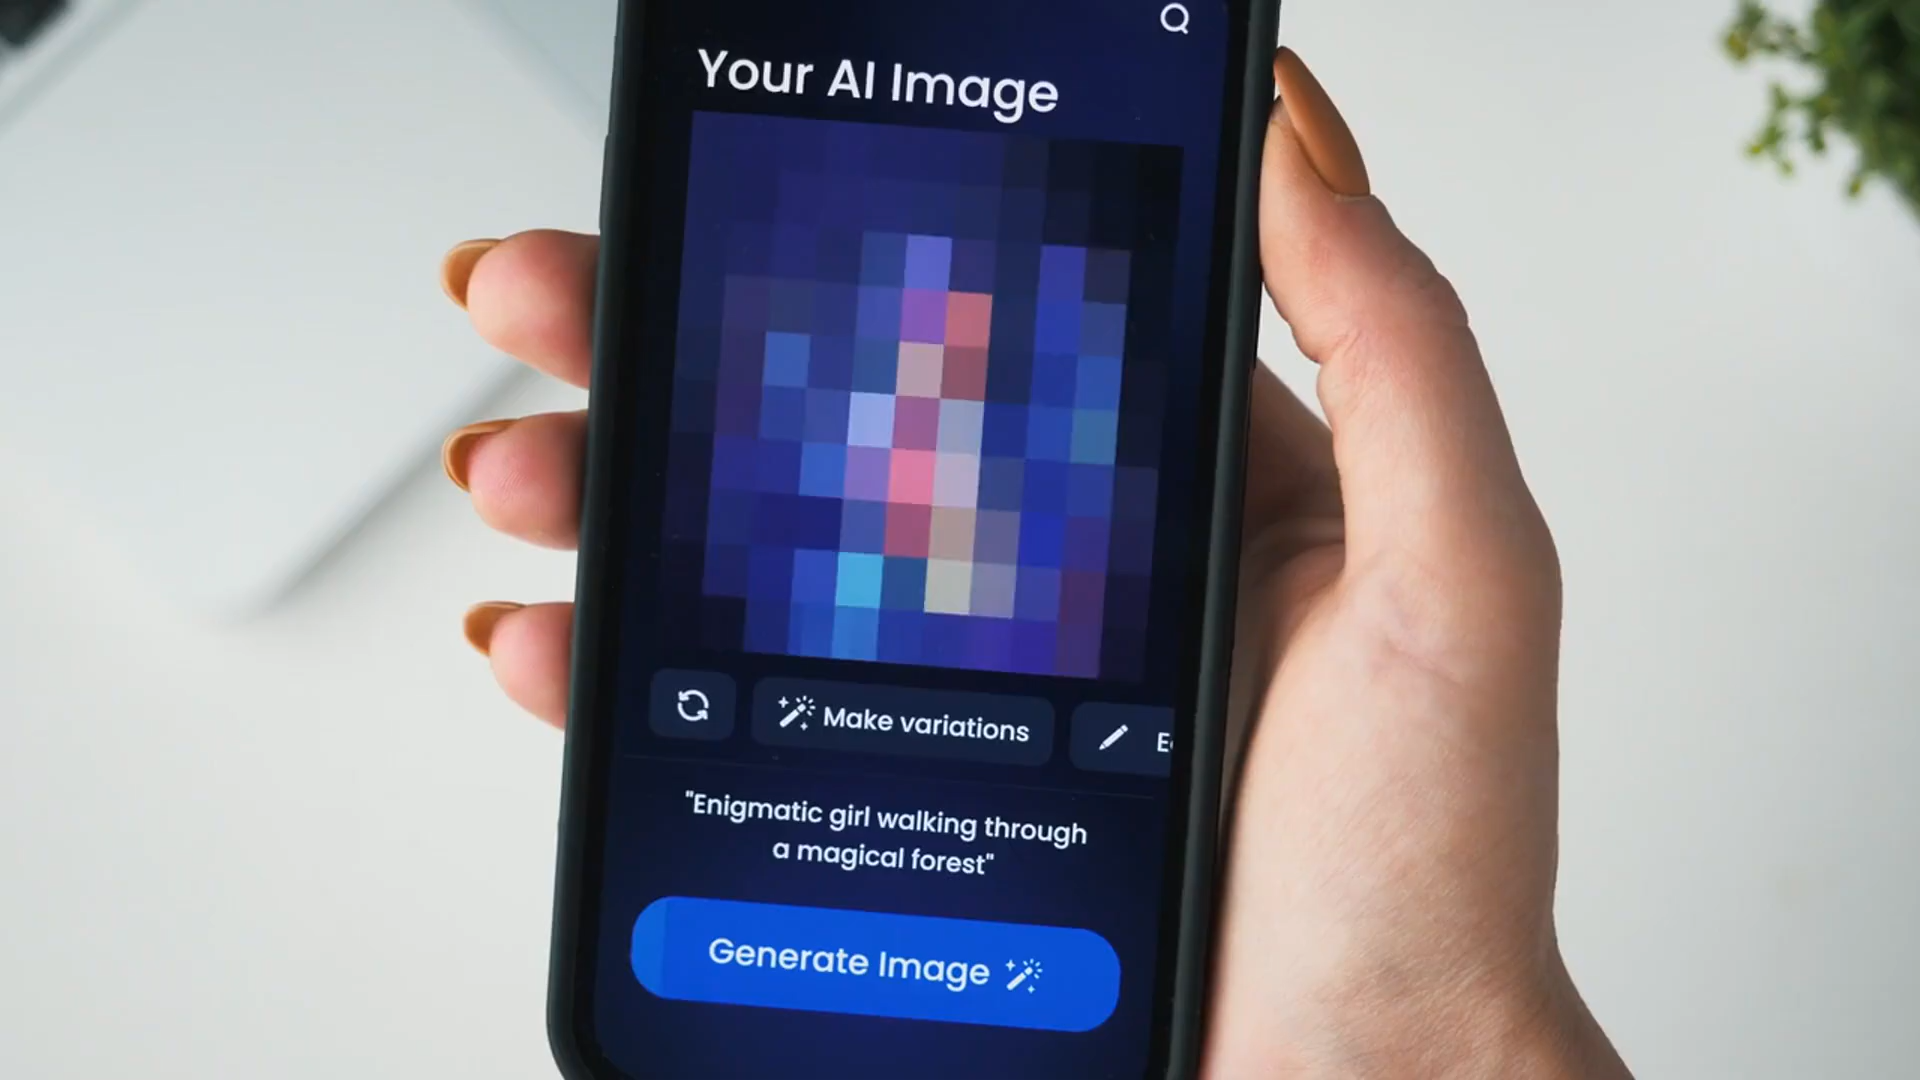 Your AI Image
Make variations
"Enigmatic girl walking through
a magical forest"
Generate Image